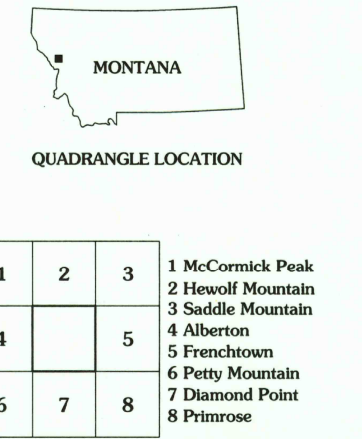 MONTANA
QUADRANGLE LOCATION
1 2 3
4 5
6 7 8
1 McCormick Peak
2 Hewolf Mountain
3 Saddle Mountain
4 Alberton
5 Frenchtown
6 Petty Mountain
7 Diamond Point
8 Primrose